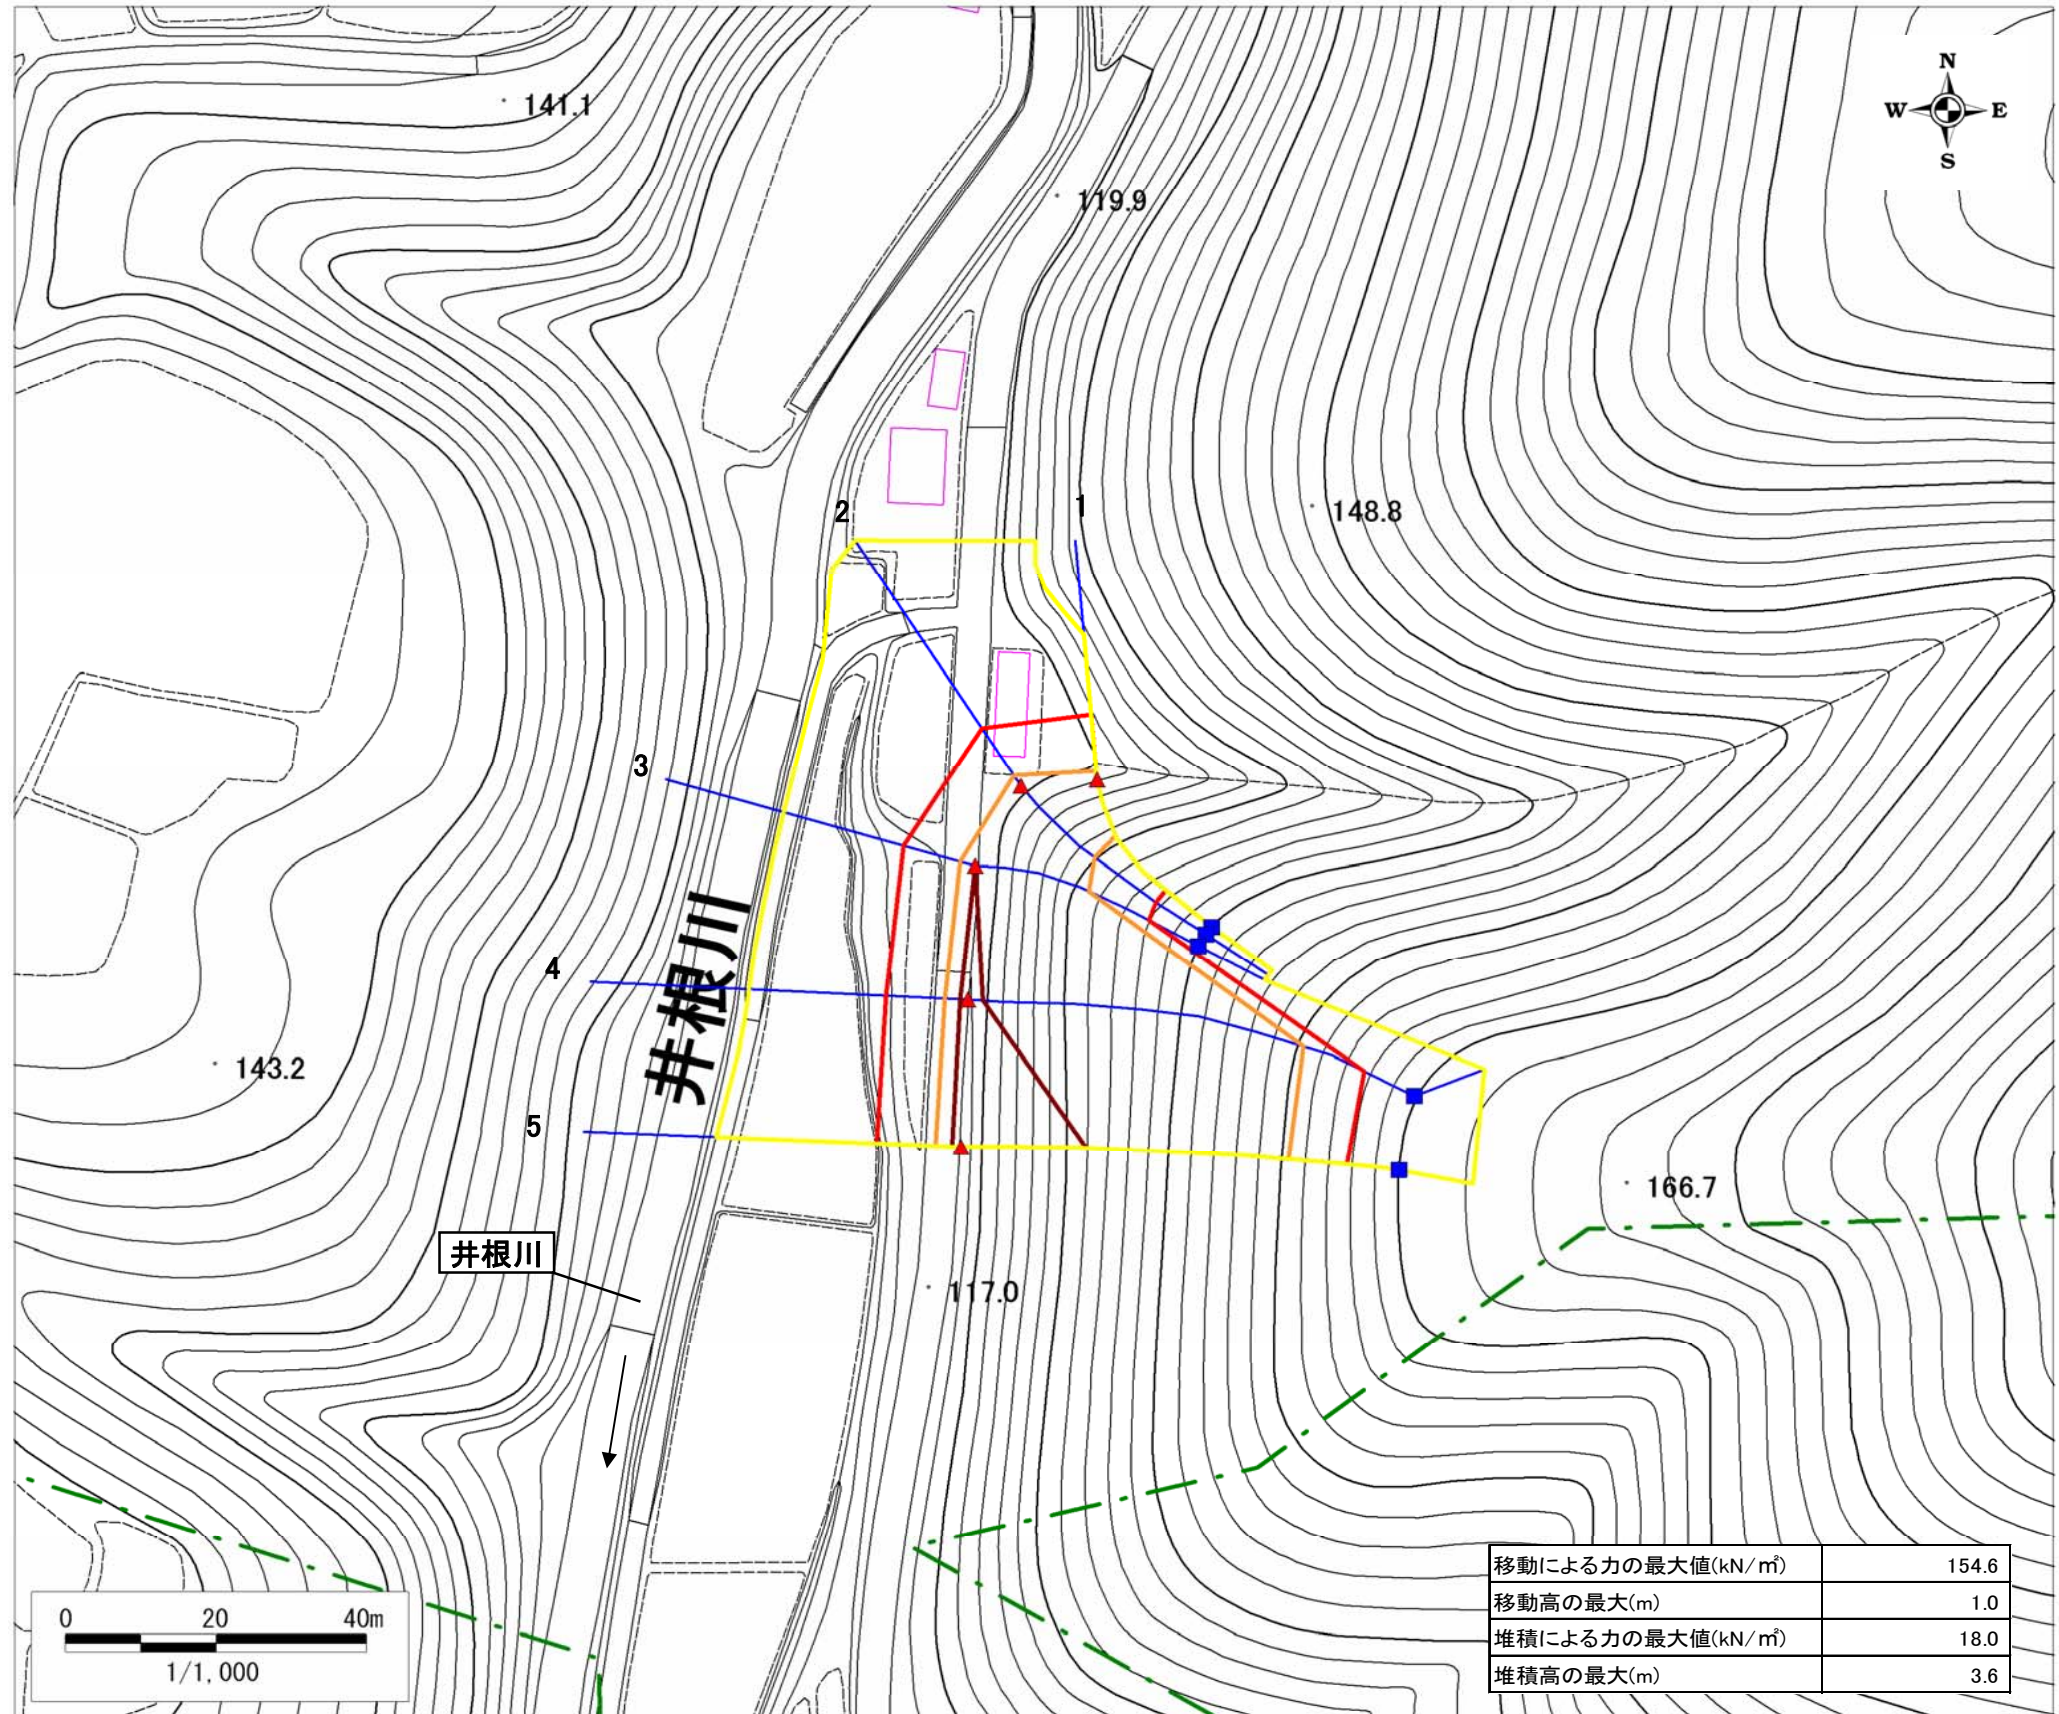 141.1
N
W E
S
119.9
2
1
148.8
3
井根川
4
143.2
5
166.7
井根川
117.0
移動による力の最大値(kN/㎡) 154.6
移動高の最大(m) 1.0
堆積による力の最大値(kN/㎡) 18.0
堆積高の最大(m) 3.6
0 20 40m
1/1,000